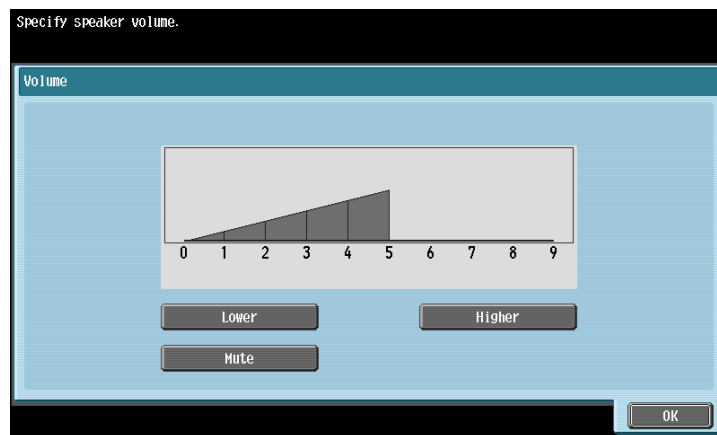 Specify speaker volume.
Volume
0 1 2 3 4 5 6 7 8 9
Lower Higher
Mute
OK